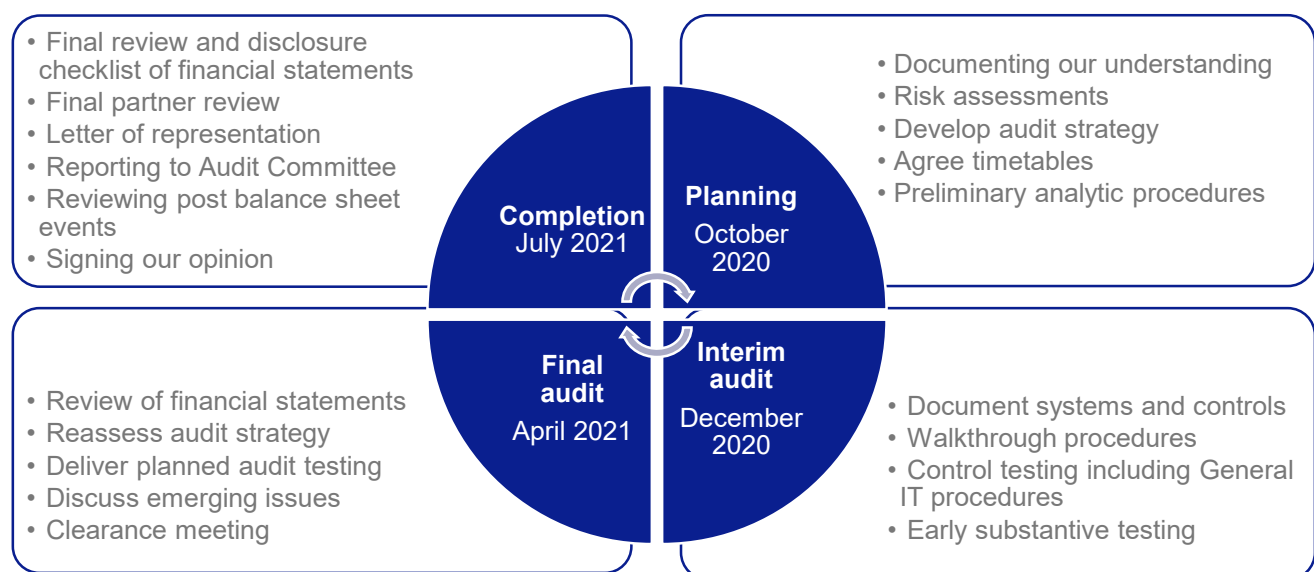 • Final review and disclosure
checklist of financial statements
• Final partner review
• Letter of representation
• Reporting to Audit Committee
• Reviewing post balance sheet
events
• Signing our opinion
Completion
July 2021
Planning
October
2020
• Documenting our understanding
• Risk assessments
• Develop audit strategy
• Agree timetables
• Preliminary analytic procedures
• Review of financial statements
• Reassess audit strategy
• Deliver planned audit testing
• Discuss emerging issues
• Clearance meeting
Final
audit
April 2021
Interim
audit
December
2020
• Document systems and controls
• Walkthrough procedures
• Control testing including General
IT procedures
• Early substantive testing